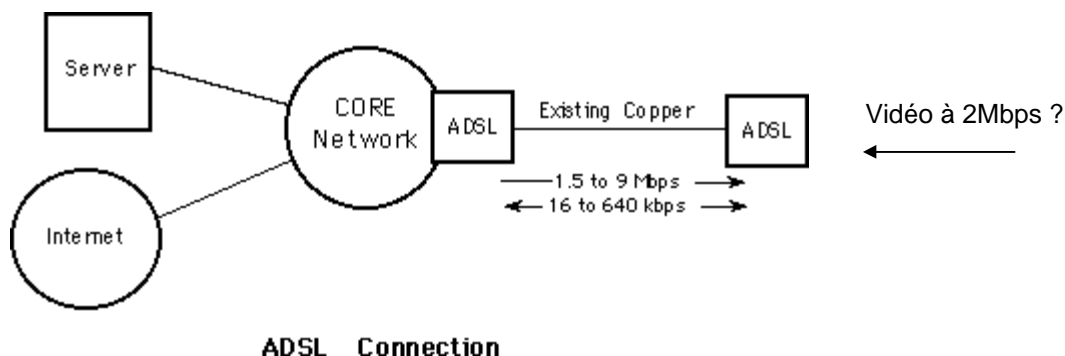 Server
CORE
Network
ADSL
Existing Copper
ADSL
Vidéo à 2Mbps ?
1.5 to 9 Mbps
16 to 640 kbps
Internet
ADSL Connection